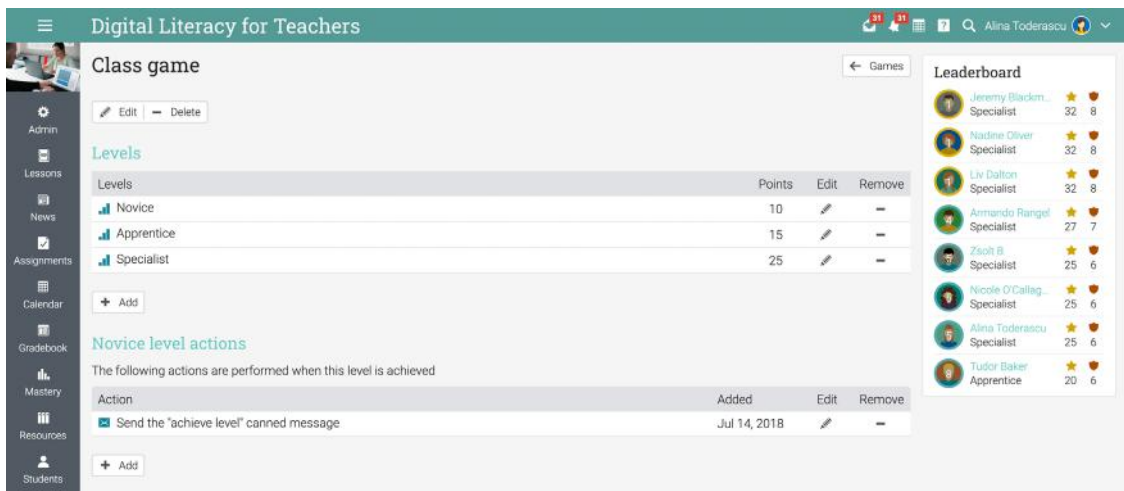 Digital Literacy for Teachers
31 31 ? Alina Toderascu
Class game
← Games
Edit — Delete
Levels
Levels Points Edit Remove
Novice 10
Apprentice 15
Specialist 25
+ Add
Novice level actions
The following actions are performed when this level is achieved
Action Added Edit Remove
Send the "achieve level" canned message Jul 14, 2018
+ Add
Admin
Lessons
News
Assignments
Calendar
Gradebook
Mastery
Resources
Students
Leaderboard
Jeremy Blackm...
Specialist 32 8
Nadine Oliver
Specialist 32 8
Liv Dalton
Specialist 32 8
Armando Rangel
Specialist 27 7
Zsolt B.
Specialist 25 6
Nicole O'Callag...
Specialist 25 6
Alina Toderascu
Specialist 25 6
Tudor Baker
Apprentice 20 6